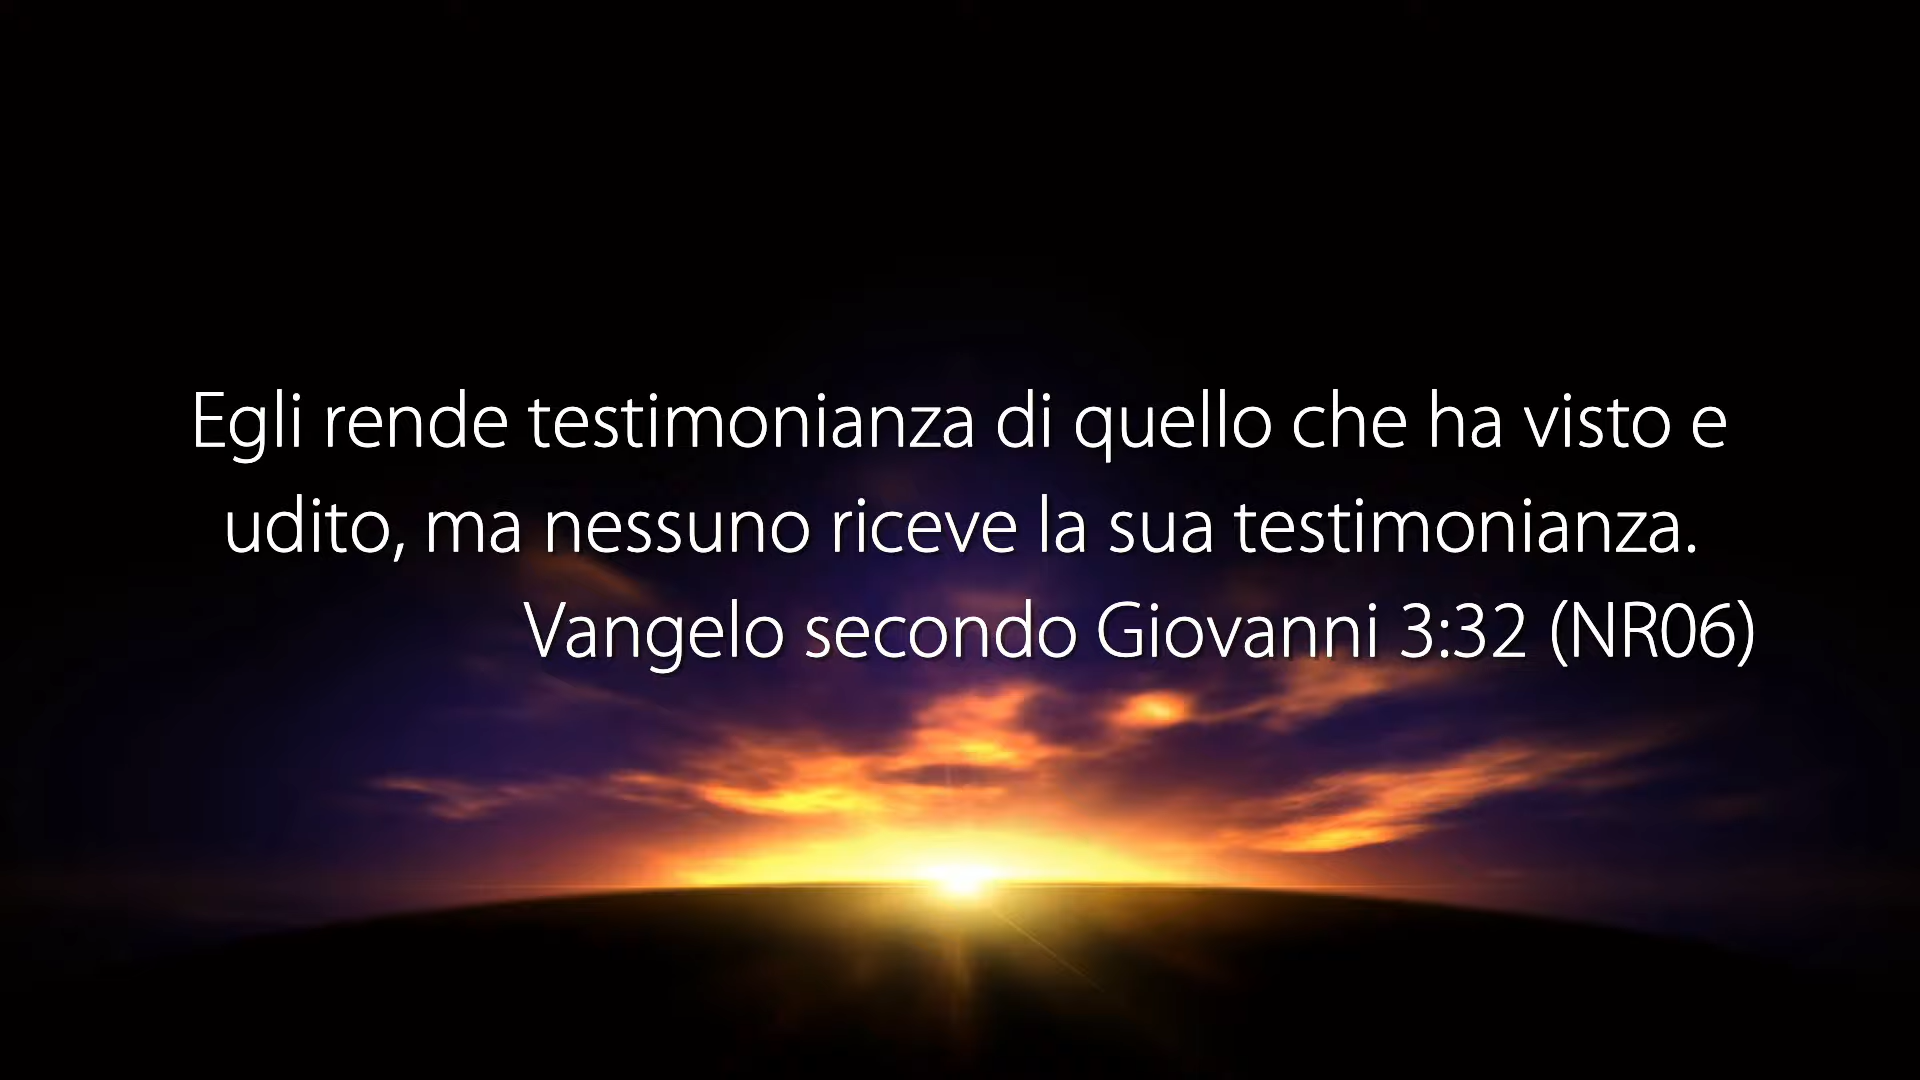 Egli rende testimonianza di quello che ha visto e
udito, ma nessuno riceve la sua testimonianza.
Vangelo secondo Giovanni 3:32 (NR06)